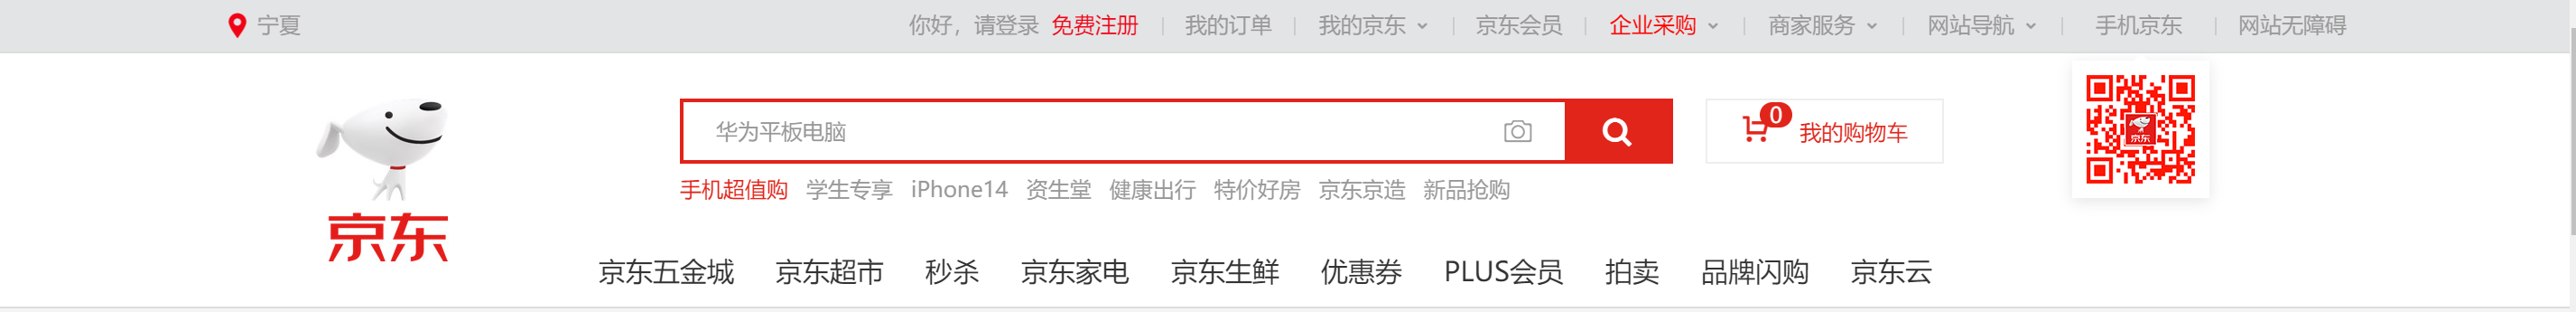 宁夏 你好，请登录 免费注册 我的订单 我的京东 京东会员 企业采购 商家服务 网站导航 手机京东 网站无障碍
华为平板电脑 0 我的购物车 京东
手机超值购 学生专享 iPhone14 资生堂 健康出行 特价好房 京东京造 新品抢购
京东
京东五金城 京东超市 秒杀 京东家电 京东生鲜 优惠券 PLUS会员 拍卖 品牌闪购 京东云